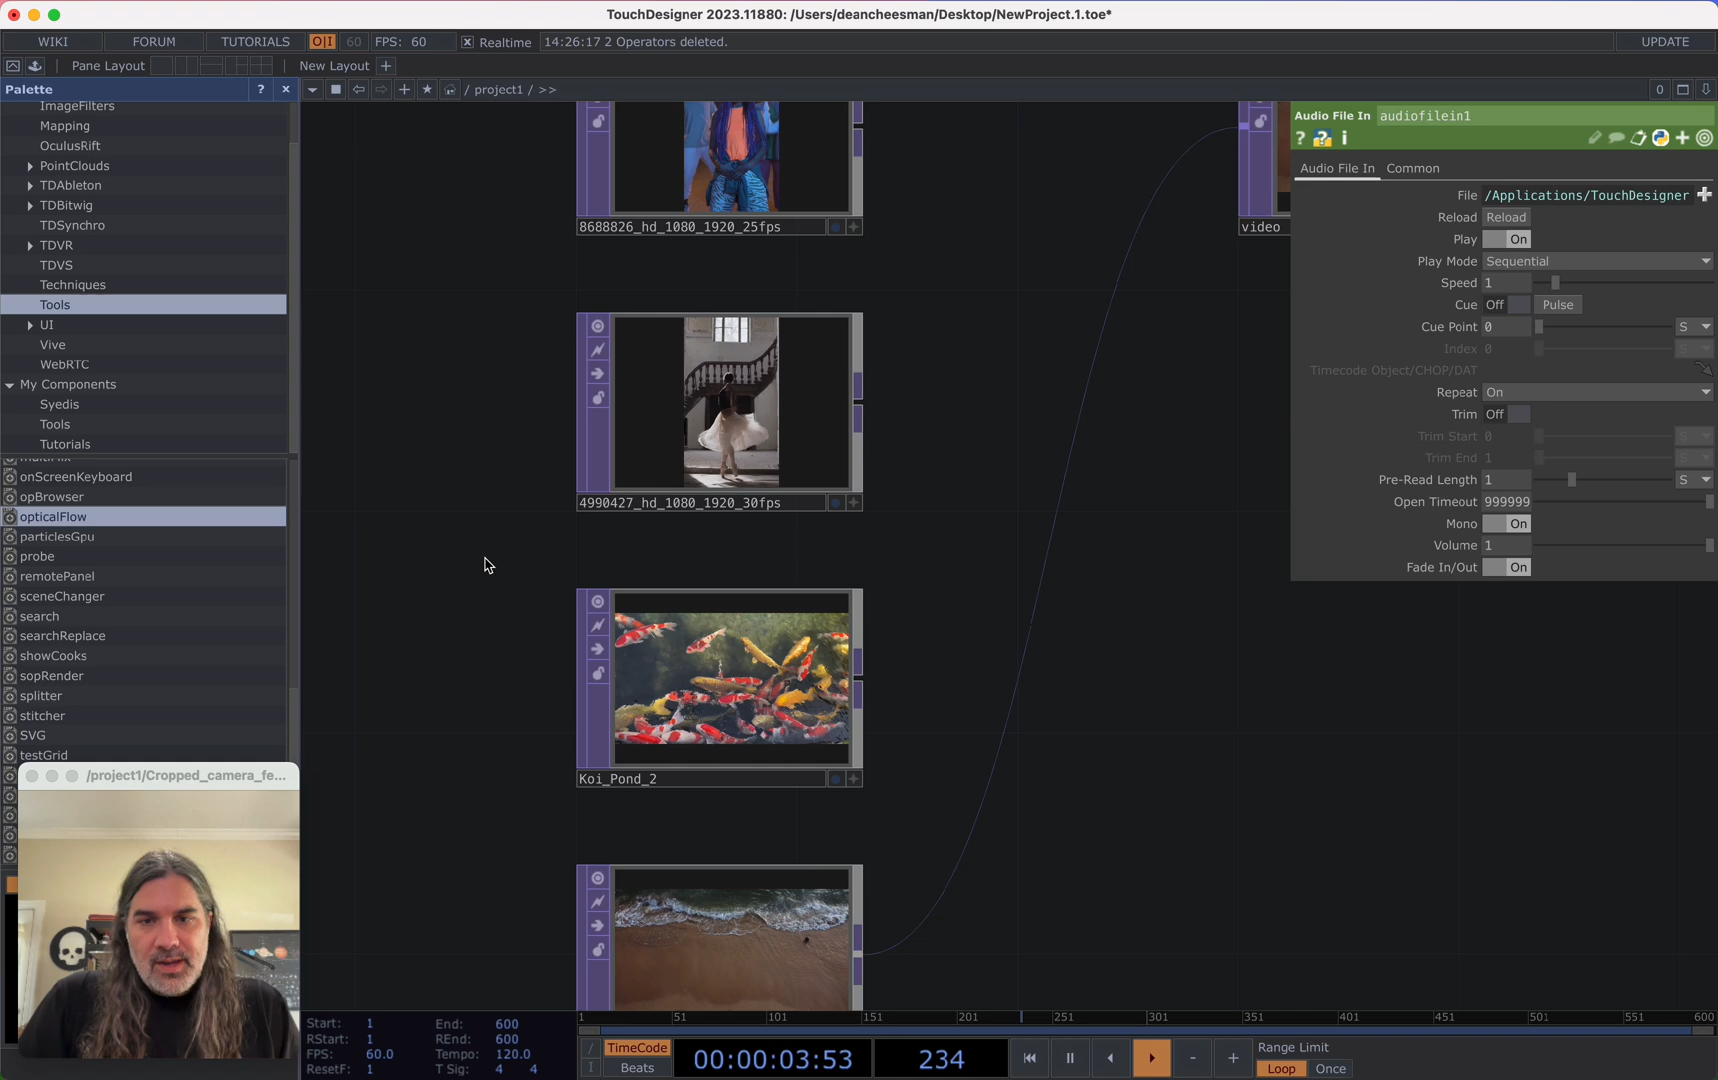 TouchDesigner 2023.11880: /Users/deancheesman/Desktop/NewProject.1.toe*
WIKI FORUM TUTORIALS O|I 60 FPS: 60 Realtime 14:26:17 2 Operators deleted. UPDATE
Pane Layout New Layout +
Palette ? ×
/ project1 / >> 0
ImageFilters
Mapping
OculusRift
PointClouds
TDAbleton
TDBitwig
TDSynchro
TDVR
TDVS
Techniques
Tools
UI
Vive
WebRTC
My Components
Syedis
Tools
Tutorials
onScreenKeyboard
opBrowser
opticalFlow
particlesGpu
probe
remotePanel
sceneChanger
search
searchReplace
showCooks
sopRender
splitter
stitcher
SVG
testGrid
/project1/Cropped_camera_fe...
8688826_hd_1080_1920_25fps
4990427_hd_1080_1920_30fps
Koi_Pond_2
video
Audio File In audiofilein1
? ? i
Audio File In Common
File /Applications/TouchDesigner
Reload Reload
Play On
Play Mode Sequential
Speed 1
Cue Off Pulse
Cue Point 0 S
Index 0 S
Timecode Object/CHOP/DAT
Repeat On
Trim Off
Trim Start 0 S
Trim End 1 S
Pre-Read Length 1 S
Open Timeout 999999
Mono On
Volume 1
Fade In/Out On
Start: 1 End: 600
RStart: 1 REnd: 600
FPS: 60.0 Tempo: 120.0
ResetF: 1 T Sig: 4 4
1 51 101 151 201 251 301 351 401 451 501 551 600
/ I
TimeCode
Beats
00:00:03:53
234
- +
Range Limit
Loop Once